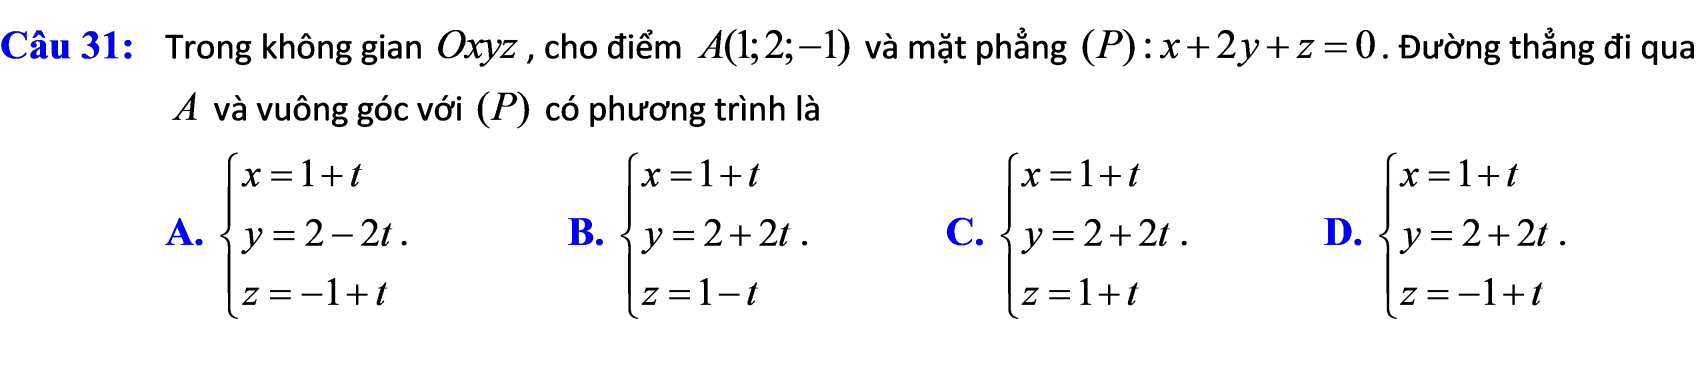 Câu 31: Trong không gian Oxyz, cho điểm A(1;2;−1) và mặt phẳng (P): x+2y+z=0. Đường thẳng đi qua
A và vuông góc với (P) có phương trình là
A. { x=1+t y=2−2t z=−1+t . B. { x=1+t y=2+2t z=1−t . C. { x=1+t y=2+2t z=1+t . D. { x=1+t y=2+2t z=−1+t .